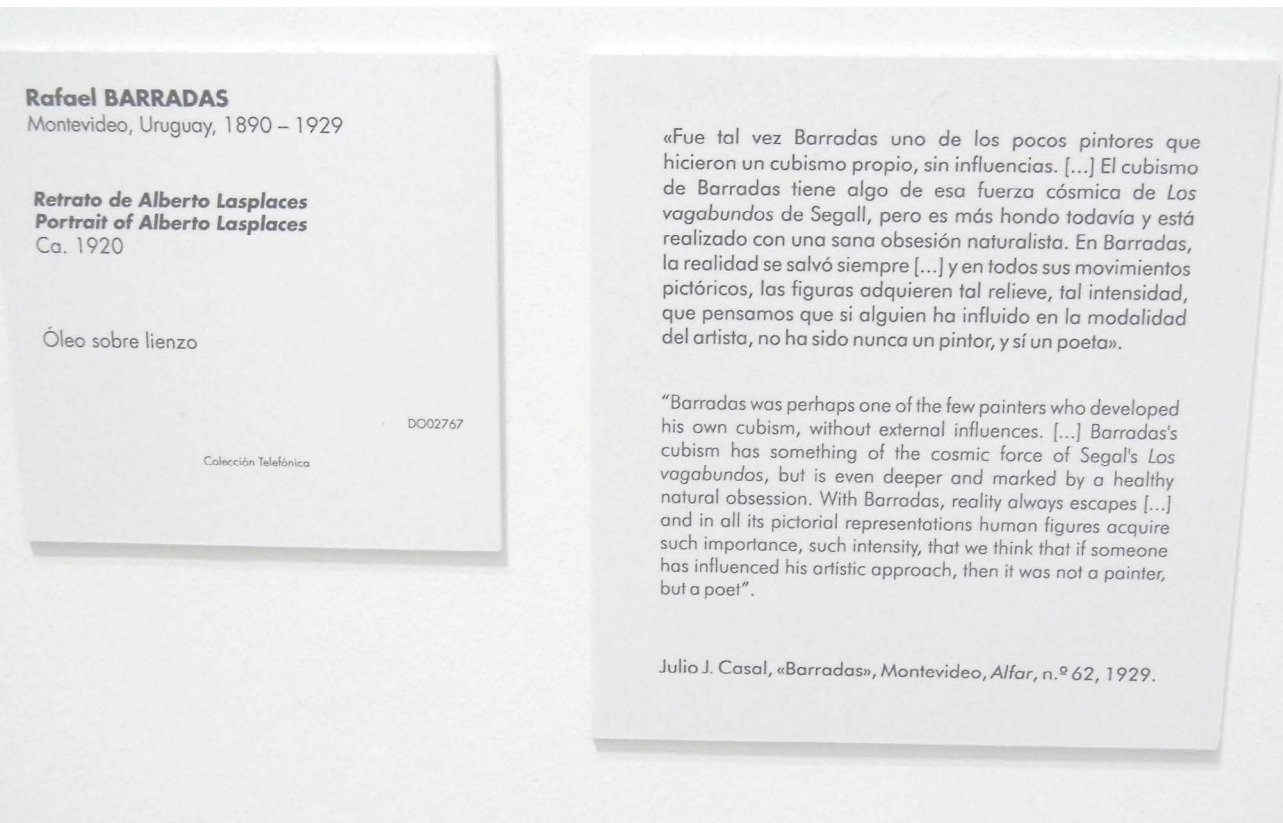 Rafael BARRADAS
Montevideo, Uruguay, 1890 – 1929
Retrato de Alberto Lasplaces
Portrait of Alberto Lasplaces
Ca. 1920
Óleo sobre lienzo
DO02767
Colección Telefónica
«Fue tal vez Barradas uno de los pocos pintores que
hicieron un cubismo propio, sin influencias. [...] El cubismo
de Barradas tiene algo de esa fuerza cósmica de Los
vagabundos de Segall, pero es más hondo todavía y está
realizado con una sana obsesión naturalista. En Barradas,
la realidad se salvó siempre [...] y en todos sus movimientos
pictóricos, las figuras adquieren tal relieve, tal intensidad,
que pensamos que si alguien ha influido en la modalidad
del artista, no ha sido nunca un pintor, y sí un poeta».
"Barradas was perhaps one of the few painters who developed
his own cubism, without external influences. [...] Barradas's
cubism has something of the cosmic force of Segal's Los
vagabundos, but is even deeper and marked by a healthy
natural obsession. With Barradas, reality always escapes [...]
and in all its pictorial representations human figures acquire
such importance, such intensity, that we think that if someone
has influenced his artistic approach, then it was not a painter,
but a poet".
Julio J. Casal, «Barradas», Montevideo, Alfar, n.º 62, 1929.